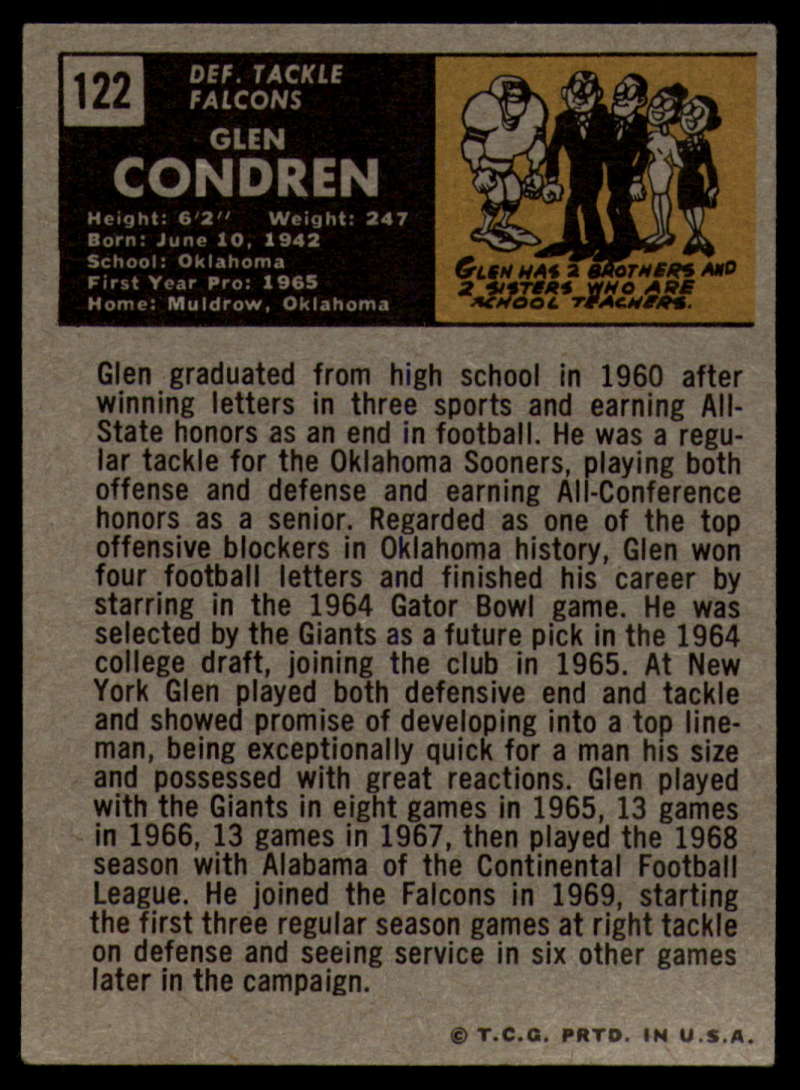 122
DEF. TACKLE
FALCONS
GLEN
CONDREN
Height: 6'2" Weight: 247
Born: June 10, 1942
School: Oklahoma
First Year Pro: 1965
Home: Muldrow, Oklahoma
GLEN HAS 2 BROTHERS AND
2 SISTERS WHO ARE
SCHOOL TEACHERS.
Glen graduated from high school in 1960 after
winning letters in three sports and earning All-
State honors as an end in football. He was a regu-
lar tackle for the Oklahoma Sooners, playing both
offense and defense and earning All-Conference
honors as a senior. Regarded as one of the top
offensive blockers in Oklahoma history, Glen won
four football letters and finished his career by
starring in the 1964 Gator Bowl game. He was
selected by the Giants as a future pick in the 1964
college draft, joining the club in 1965. At New
York Glen played both defensive end and tackle
and showed promise of developing into a top line-
man, being exceptionally quick for a man his size
and possessed with great reactions. Glen played
with the Giants in eight games in 1965, 13 games
in 1966, 13 games in 1967, then played the 1968
season with Alabama of the Continental Football
League. He joined the Falcons in 1969, starting
the first three regular season games at right tackle
on defense and seeing service in six other games
later in the campaign.
© T.C.G. PRTD. IN U.S.A.